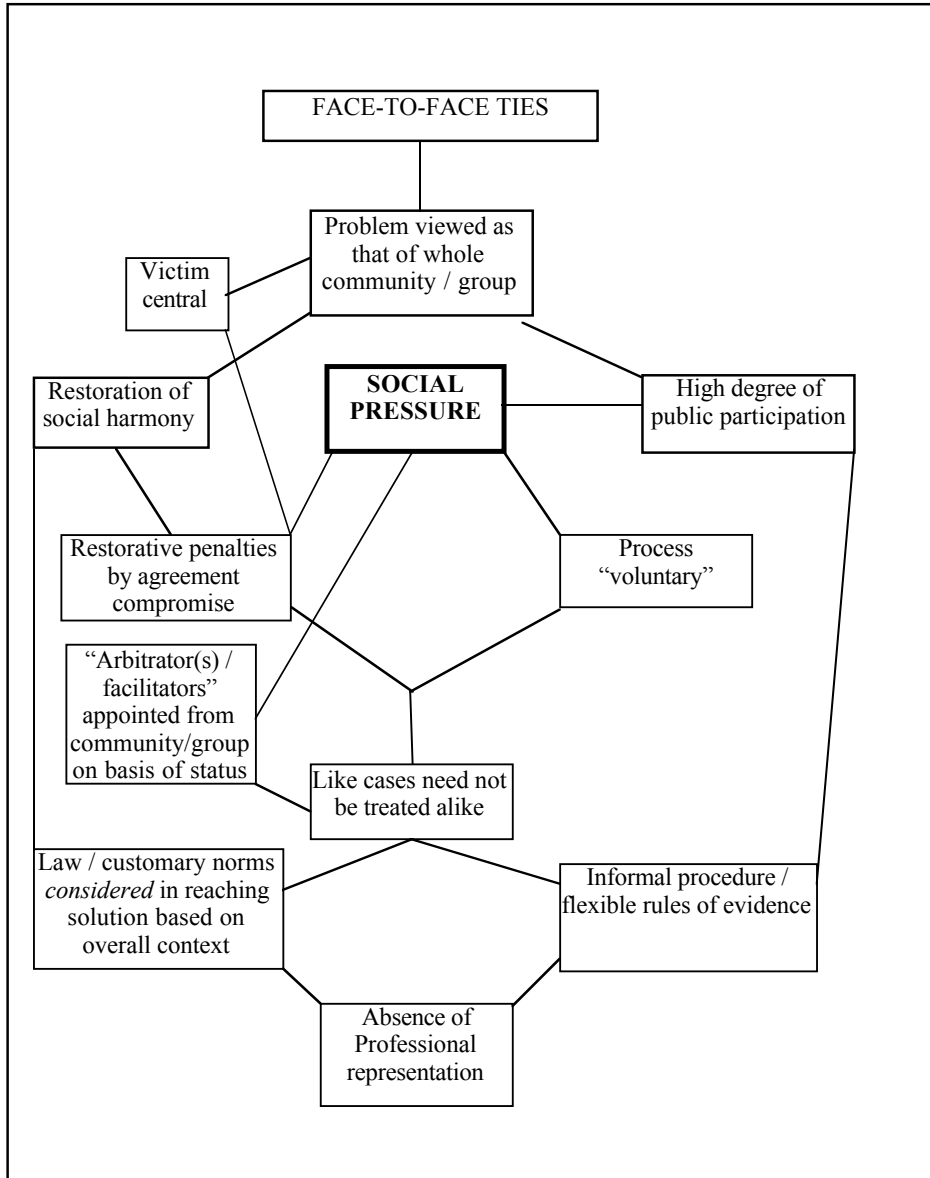 FACE-TO-FACE TIES
Problem viewed as
that of whole
community / group
Victim
central
Restoration of
social harmony
SOCIAL
PRESSURE
High degree of
public participation
Restorative penalties
by agreement
compromise
Process
“voluntary”
“Arbitrator(s) /
facilitators”
appointed from
community/group
on basis of status
Like cases need not
be treated alike
Law / customary norms
considered in reaching
solution based on
overall context
Informal procedure /
flexible rules of evidence
Absence of
Professional
representation